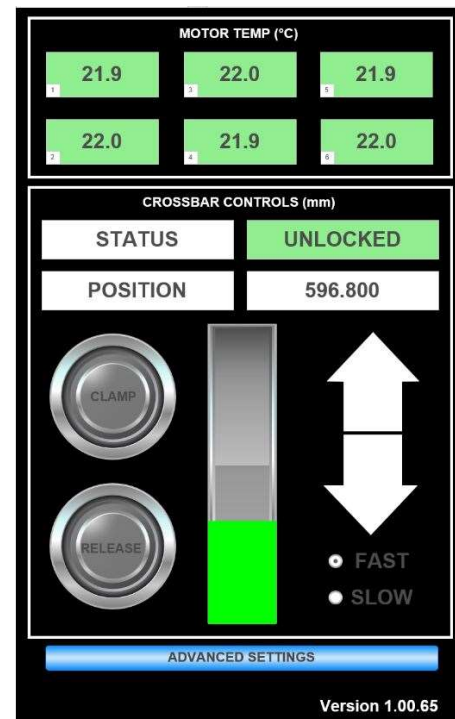 MOTOR TEMP (°C)
21.9 22.0 21.9
1 3 5
22.0 21.9 22.0
2 4 6
CROSSBAR CONTROLS (mm)
STATUS UNLOCKED
POSITION 596.800
CLAMP
RELEASE
FAST
SLOW
ADVANCED SETTINGS
Version 1.00.65